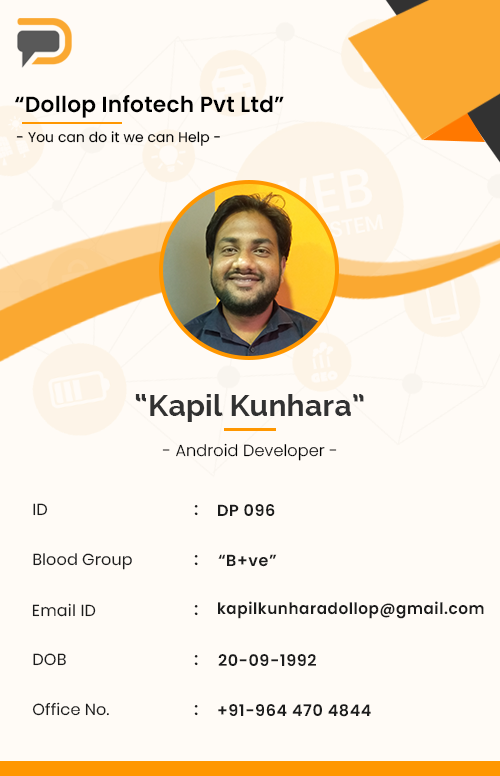 “Dollop Infotech Pvt Ltd”
- You can do it we can Help -
WEB
SYSTEM
SEO
“Kapil Kunhara”
- Android Developer -
ID : DP 096
Blood Group : “B+ve”
Email ID : kapilkunharadollop@gmail.com
DOB : 20-09-1992
Office No. : +91-964 470 4844